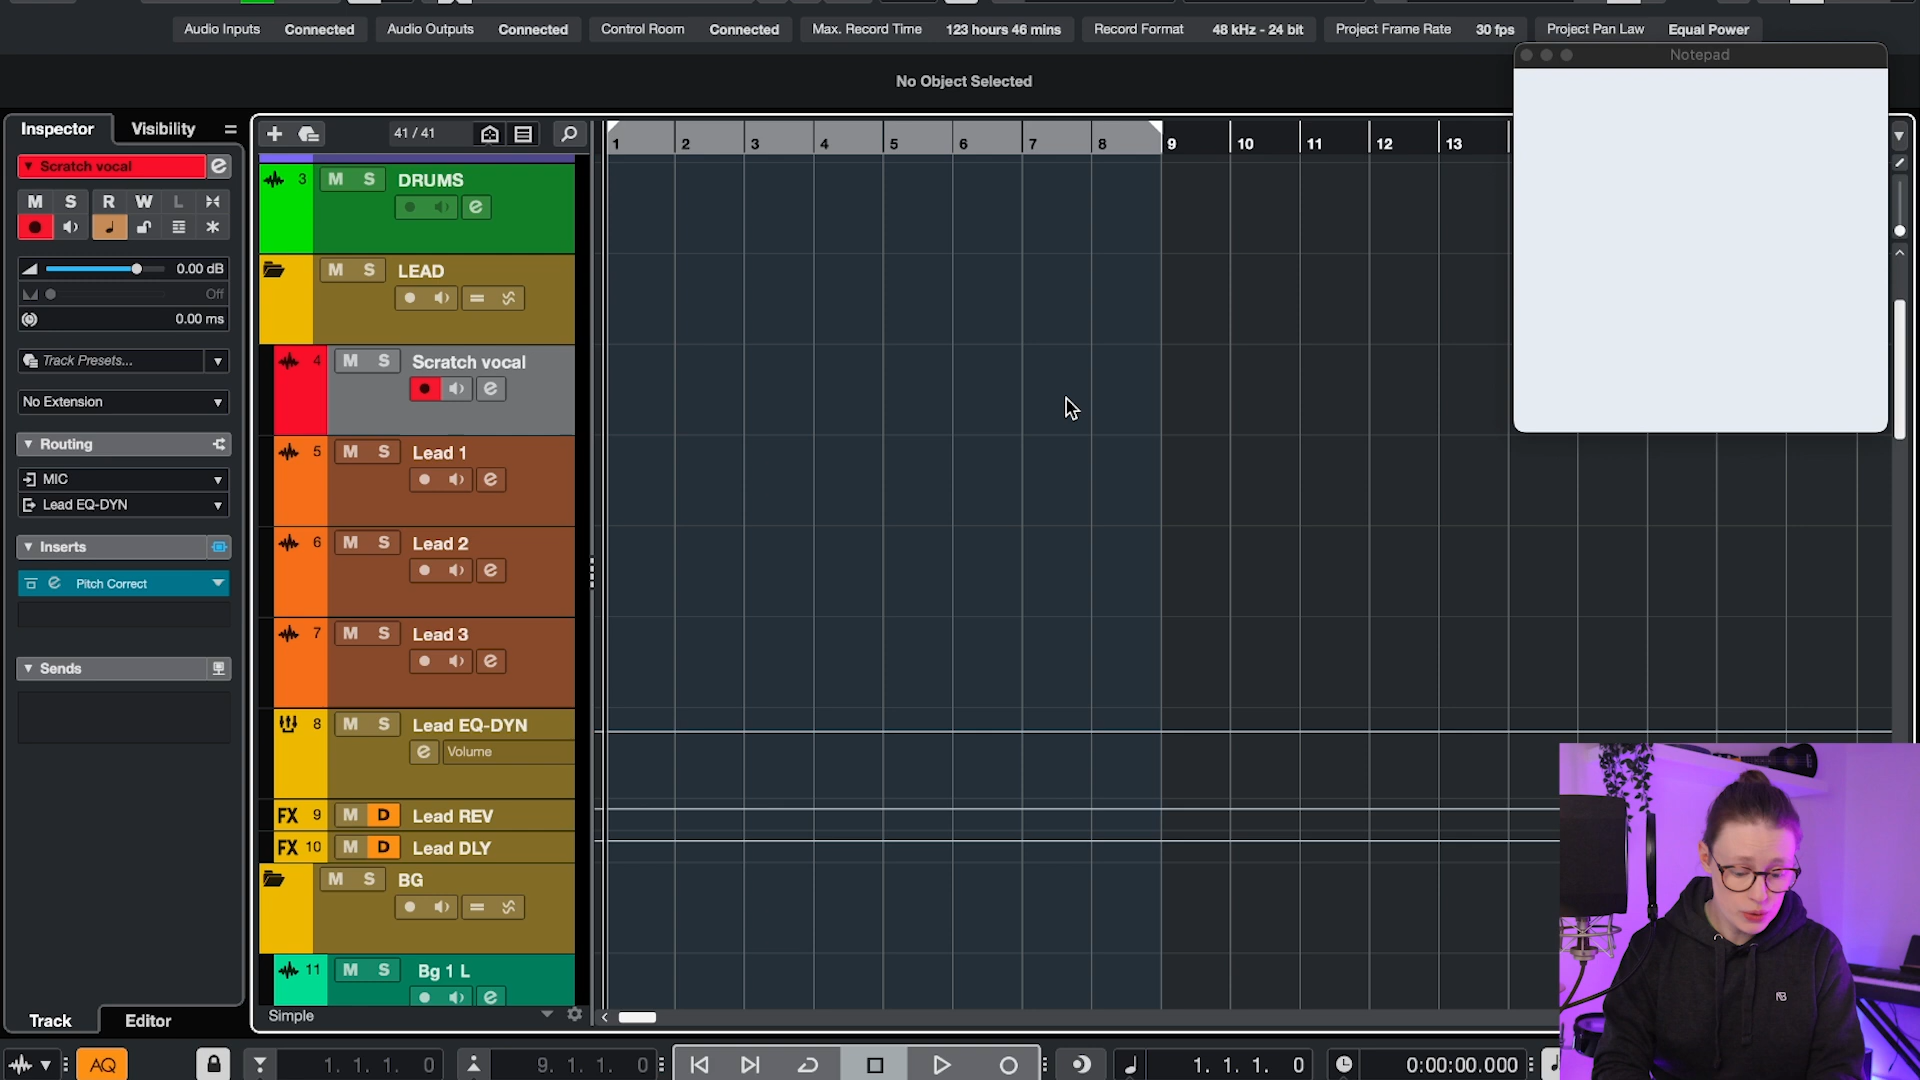 Audio Inputs Connected Audio Outputs Connected Control Room Connected Max. Record Time 123 hours 46 mins Record Format 48 kHz - 24 bit Project Frame Rate 30 fps Project Pan Law Equal Power
Notepad
No Object Selected
Inspector Visibility
41 / 41
1 2 3 4 5 6 7 8 9 10 11 12 13
Scratch vocal
M S R W L
0.00 dB
Off
0.00 ms
Track Presets...
No Extension
Routing
MIC
Lead EQ-DYN
Inserts
Pitch Correct
Sends
3 M S DRUMS
M S LEAD
4 M S Scratch vocal
5 M S Lead 1
6 M S Lead 2
7 M S Lead 3
8 M S Lead EQ-DYN
Volume
FX 9 M D Lead REV
FX 10 M D Lead DLY
M S BG
11 M S Bg 1 L
Simple
Track Editor
AQ 1. 1. 1. 0 9. 1. 1. 0 1. 1. 1. 0 0:00:00.000